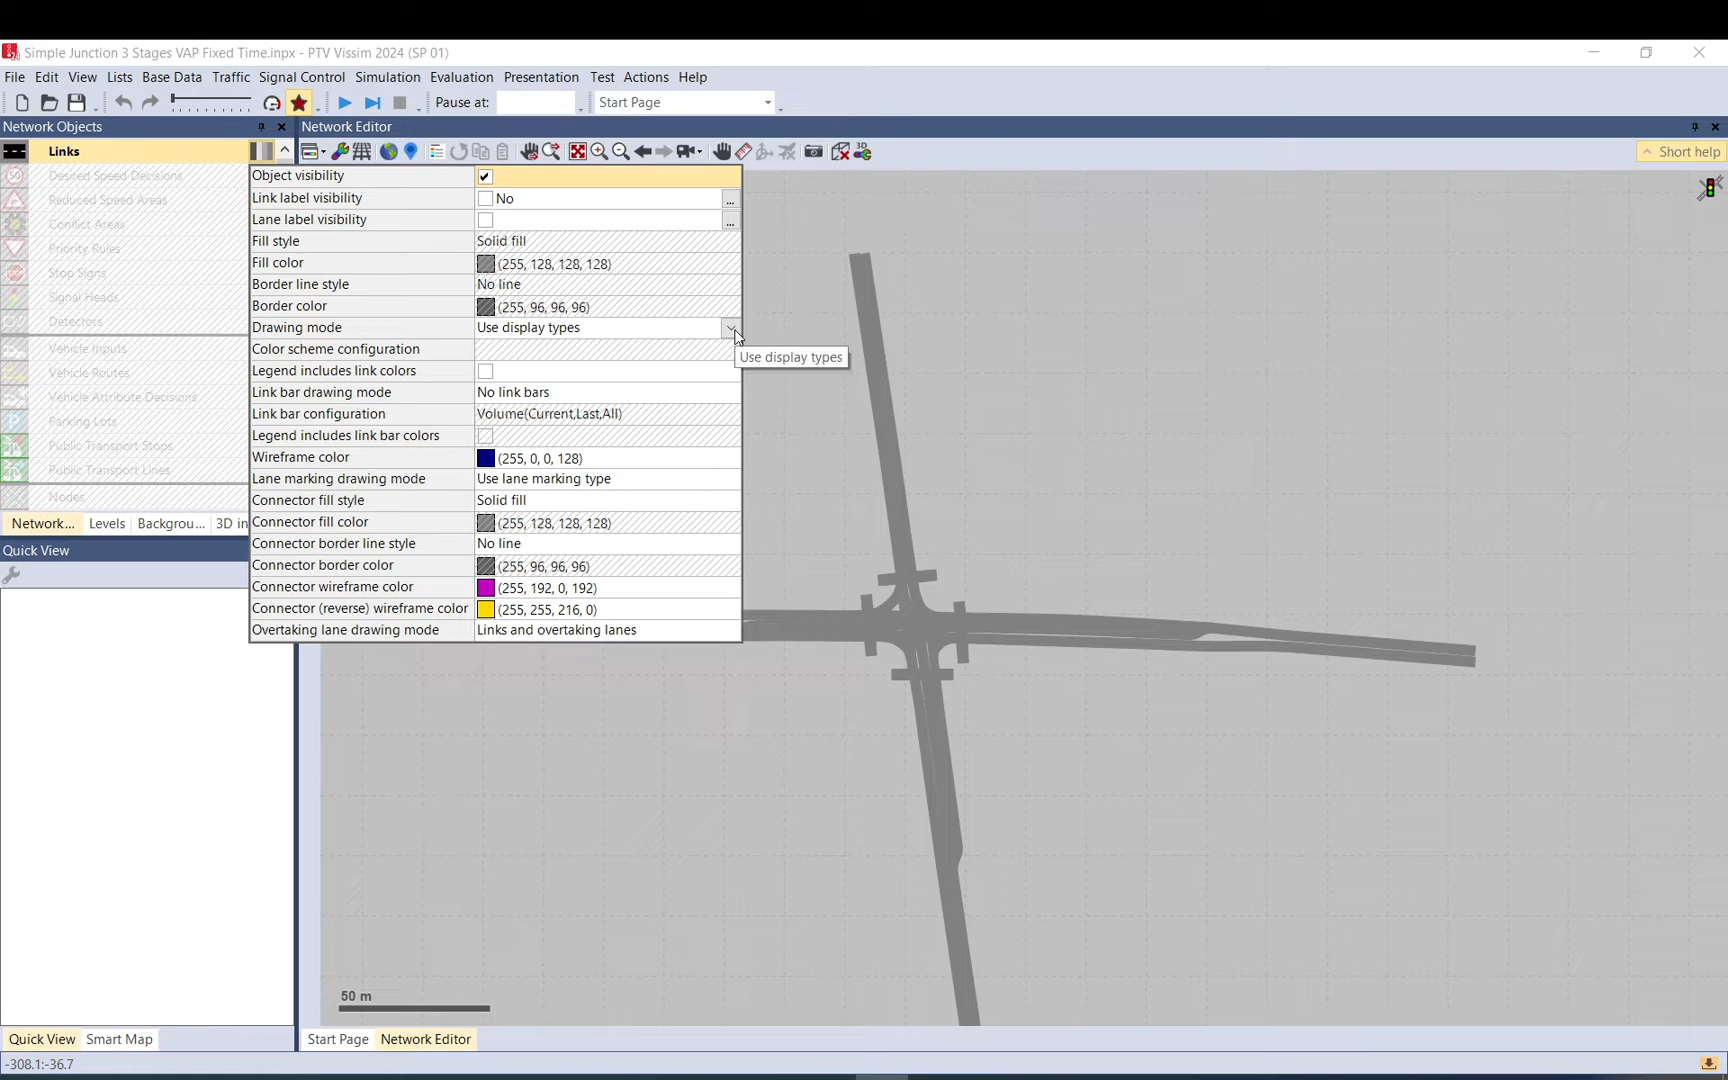 Simple Junction 3 Stages VAP Fixed Time.inpx - PTV Vissim 2024 (SP 01)
File Edit View Lists Base Data Traffic Signal Control Simulation Evaluation Presentation Test Actions Help
Pause at: Start Page
Network Objects
Network Editor
Links
3D
Short help
Desired Speed Decisions
Reduced Speed Areas
Conflict Areas
Priority Rules
Stop Signs
Signal Heads
Detectors
Vehicle Inputs
Vehicle Routes
Vehicle Attribute Decisions
Parking Lots
Public Transport Stops
Public Transport Lines
Nodes
Network... Levels Backgrou... 3D in
Object visibility
Link label visibility No ...
Lane label visibility ...
Fill style Solid fill
Fill color (255, 128, 128, 128)
Border line style No line
Border color (255, 96, 96, 96)
Drawing mode Use display types
Use display types
Color scheme configuration
Legend includes link colors
Link bar drawing mode No link bars
Link bar configuration Volume(Current,Last,All)
Legend includes link bar colors
Wireframe color (255, 0, 0, 128)
Lane marking drawing mode Use lane marking type
Connector fill style Solid fill
Connector fill color (255, 128, 128, 128)
Connector border line style No line
Connector border color (255, 96, 96, 96)
Connector wireframe color (255, 192, 0, 192)
Connector (reverse) wireframe color (255, 255, 216, 0)
Overtaking lane drawing mode Links and overtaking lanes
Quick View
50 m
Quick View Smart Map
Start Page Network Editor
-308.1:-36.7